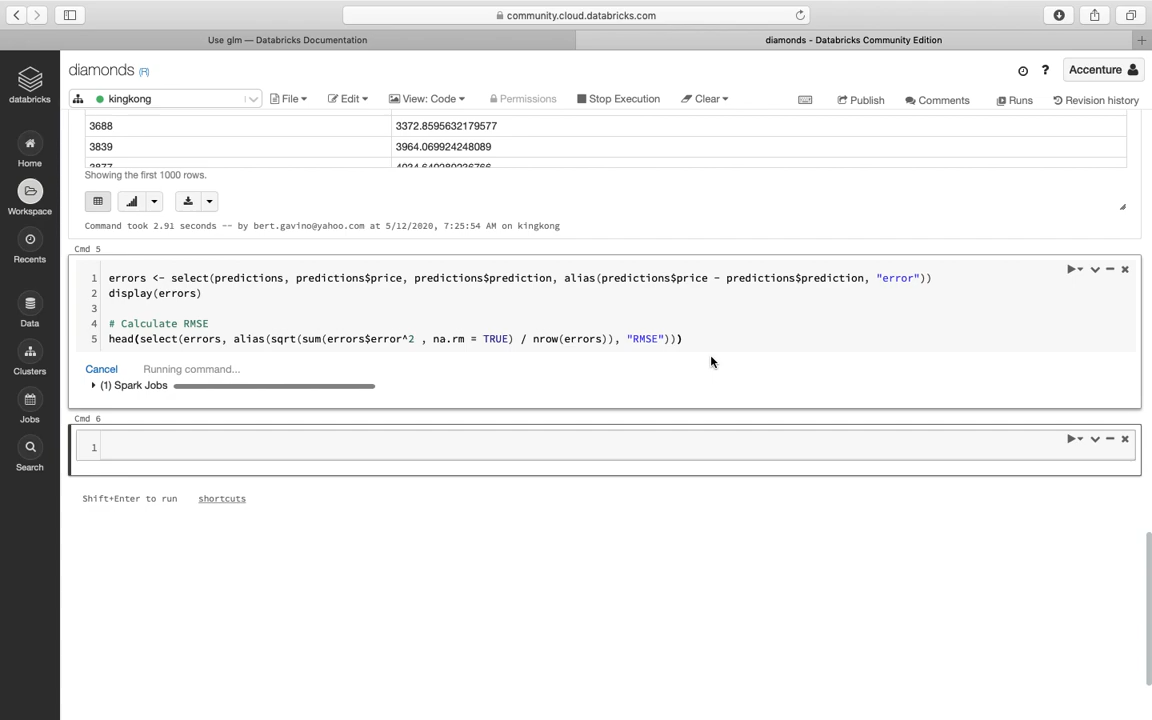 community.cloud.databricks.com
Use glm — Databricks Documentation
diamonds - Databricks Community Edition
diamonds (R)
Accenture
databricks
kingkong
File
Edit
View: Code
Permissions
Stop Execution
Clear
Publish
Comments
Runs
Revision history
3688 3372.8595632179577
3839 3964.069924248089
Showing the first 1000 rows.
Command took 2.91 seconds -- by bert.gavino@yahoo.com at 5/12/2020, 7:25:54 AM on kingkong
Cmd 5
1 errors <- select(predictions, predictions$price, predictions$prediction, alias(predictions$price - predictions$prediction, "error"))
2 display(errors)
3
4 # Calculate RMSE
5 head(select(errors, alias(sqrt(sum(errors$error^2 , na.rm = TRUE) / nrow(errors)), "RMSE")))
Cancel Running command...
(1) Spark Jobs
Cmd 6
1
Shift+Enter to run shortcuts
Home
Workspace
Recents
Data
Clusters
Jobs
Search